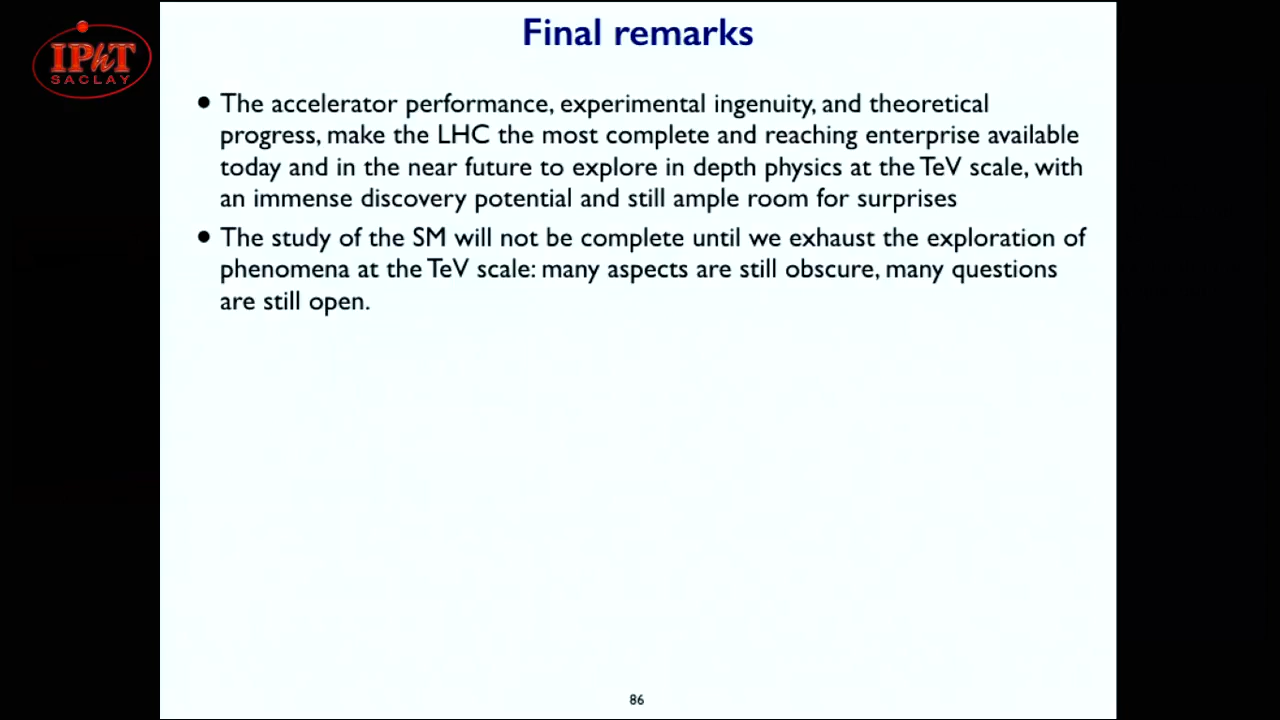 IPhT
SACLAY
Final remarks
• The accelerator performance, experimental ingenuity, and theoretical
progress, make the LHC the most complete and reaching enterprise available
today and in the near future to explore in depth physics at the TeV scale, with
an immense discovery potential and still ample room for surprises
• The study of the SM will not be complete until we exhaust the exploration of
phenomena at the TeV scale: many aspects are still obscure, many questions
are still open.
86